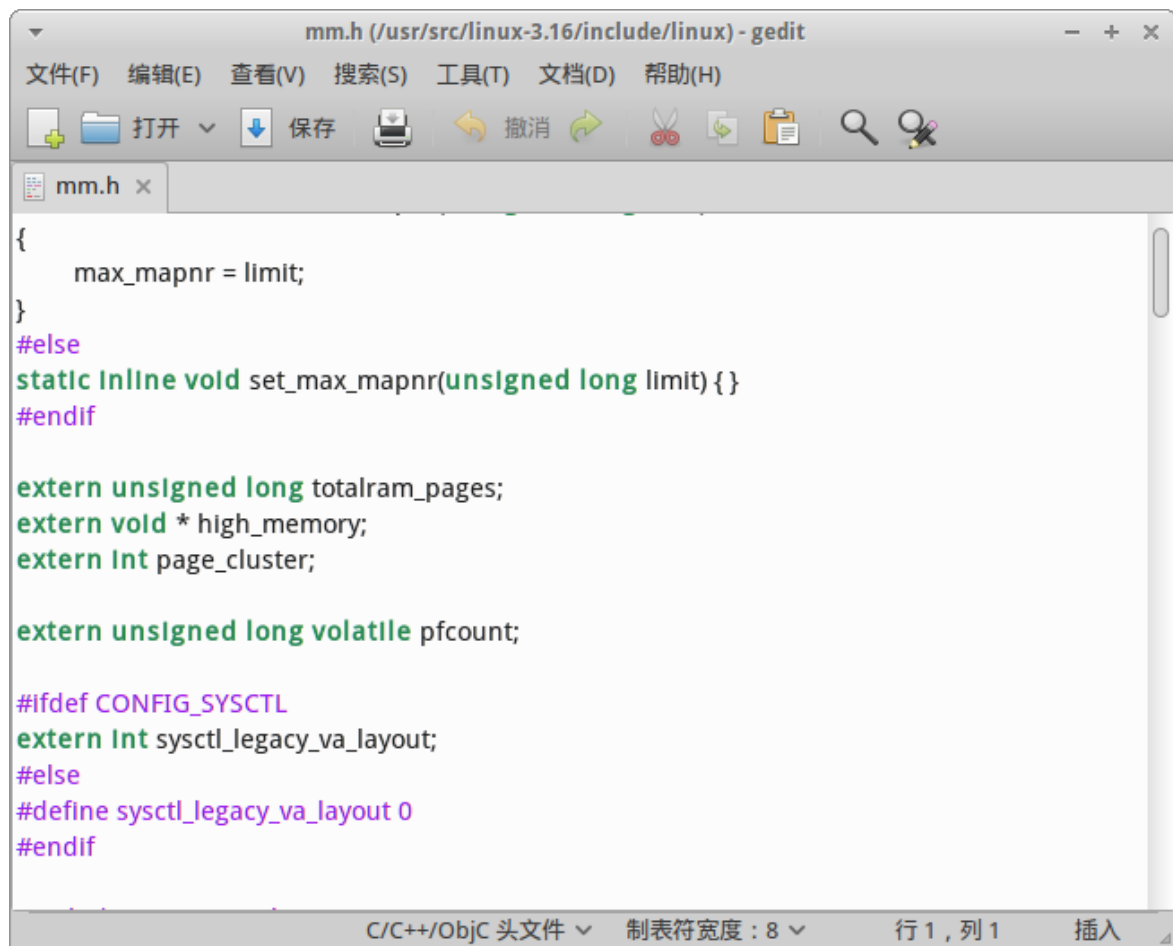 mm.h (/usr/src/linux-3.16/include/linux) - gedit
文件(F) 编辑(E) 查看(V) 搜索(S) 工具(T) 文档(D) 帮助(H)
打开 保存 撤消
mm.h
{
max_mapnr = limit;
}
#else
static inline void set_max_mapnr(unsigned long limit) { }
#endif
extern unsigned long totalram_pages;
extern void * high_memory;
extern int page_cluster;
extern unsigned long volatile pfcount;
#ifdef CONFIG_SYSCTL
extern int sysctl_legacy_va_layout;
#else
#define sysctl_legacy_va_layout 0
#endif
C/C++/ObjC 头文件 制表符宽度：8 行 1，列 1 插入